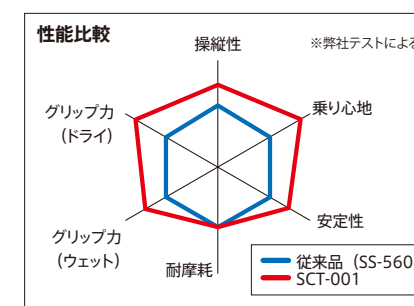 性能比較
※弊社テストによる
操縦性
乗り心地
グリップ力
(ドライ)
安定性
グリップ力
(ウェット)
耐摩耗
従来品 (SS-560
SCT-001